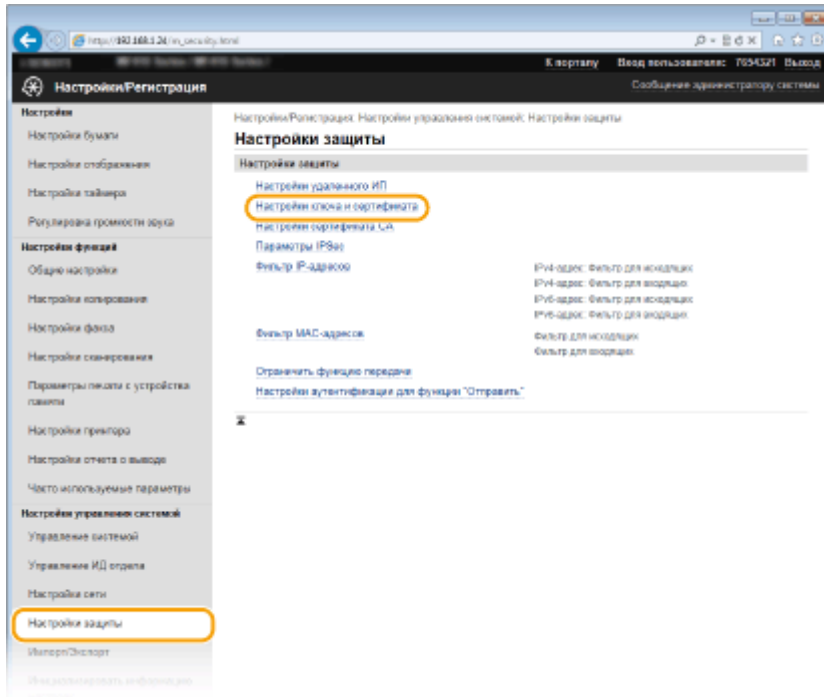 http://192.168.1.24/m_security.html
К порталу Ввод пользователем: 7654321 Выход
Настройки/Регистрация
Сообщение администратору системы
Настройки
Настройки бумаги
Настройки отображения
Настройки таймера
Регулировка громкости звука
Настройки функций
Общие настройки
Настройки копирования
Настройки факса
Настройки сканирования
Параметры печати с устройства
памяти
Настройки принтера
Настройки отчета о выводе
Часто используемые параметры
Настройки управления системой
Управление системой
Управление ИД отдела
Настройки сети
Настройки защиты
Импорт/Экспорт
Инициализировать информацию
Настройки/Регистрация: Настройки управления системой: Настройки защиты
Настройки защиты
Настройки защиты
Настройки удаленного ИП
Настройки ключа и сертификата
Настройки сертификата CA
Параметры IPSec
Фильтр IP-адресов
IPv4-адрес: Фильтр для исходящих
IPv4-адрес: Фильтр для входящих
IPv6-адрес: Фильтр для исходящих
IPv6-адрес: Фильтр для входящих
Фильтр MAC-адресов
Фильтр для исходящих
Фильтр для входящих
Ограничить функцию передачи
Настройки аутентификации для функции "Отправить"